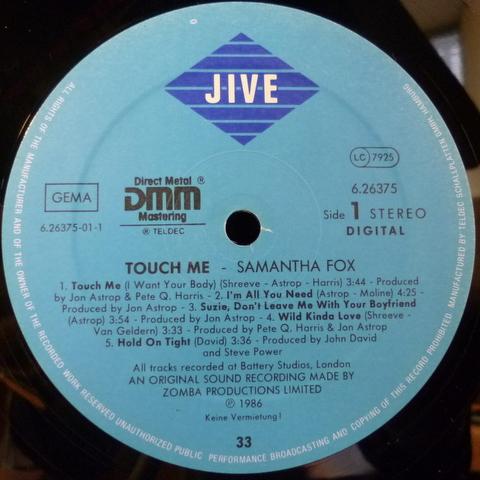 JIVE
LC 7925
GEMA
Direct Metal ®
DMM
Mastering
® TELDEC
6.26375
6.26375-01-1
Side 1 STEREO
DIGITAL
TOUCH ME - SAMANTHA FOX
1. Touch Me (I Want Your Body) (Shreeve - Astrop - Harris) 3:44 - Produced
by Jon Astrop & Pete Q. Harris - 2. I'm All You Need (Astrop - Moline) 4:25
- Produced by Jon Astrop - 3. Suzie, Don't Leave Me With Your Boyfriend
(Astrop) 3:54 - Produced by Jon Astrop - 4. Wild Kinda Love (Shreeve -
Van Geldern) 3:33 - Produced by Pete Q. Harris & Jon Astrop
5. Hold On Tight (David) 3:36 - Produced by John David
and Steve Power
All tracks recorded at Battery Studios, London
AN ORIGINAL SOUND RECORDING MADE BY
ZOMBA PRODUCTIONS LIMITED
℗ 1986
Keine Vermietung!
33
ALL RIGHTS OF THE MANUFACTURER AND OF THE OWNER OF THE RECORDED WORK RESERVED UNAUTHORIZED PUBLIC PERFORMANCE BROADCASTING AND COPYING OF THIS RECORD PROHIBITED MANUFACTURED BY TELDEC SCHALLPLATTEN GMBH, HAMBURG